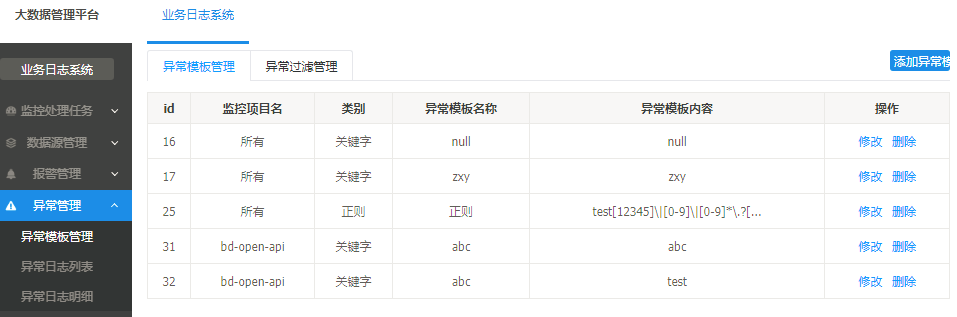 大数据管理平台
业务日志系统
业务日志系统
监控处理任务
数据源管理
报警管理
异常管理
异常模板管理
异常日志列表
异常日志明细
异常模板管理 异常过滤管理 添加异常模
id 监控项目名 类别 异常模板名称 异常模板内容 操作
16 所有 关键字 null null 修改 删除
17 所有 关键字 zxy zxy 修改 删除
25 所有 正则 正则 test[12345]\|[0-9]\|[0-9]*\.?[... 修改 删除
31 bd-open-api 关键字 abc abc 修改 删除
32 bd-open-api 关键字 abc test 修改 删除